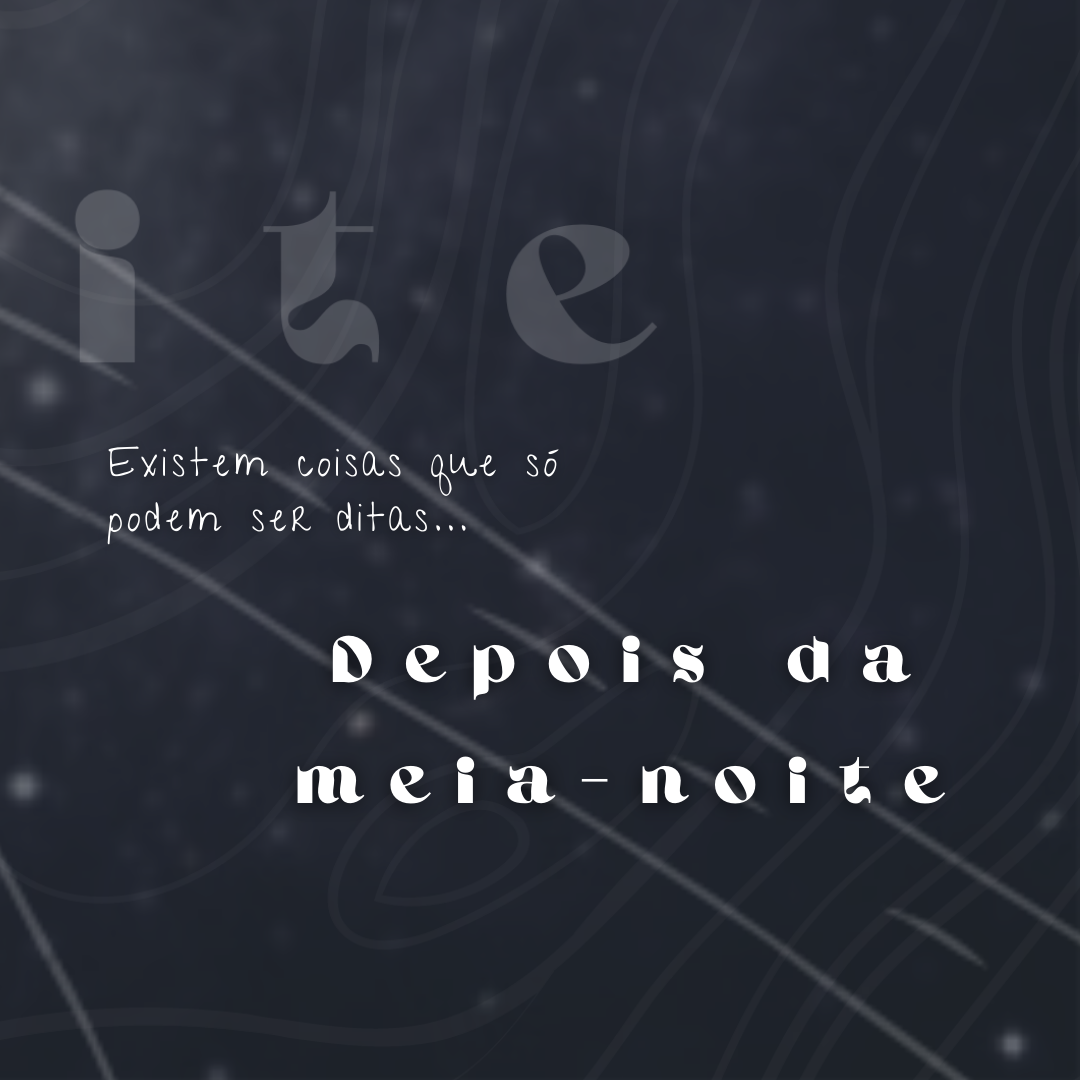 ite
Existem coisas que só
podem ser ditas...
Depois da
meia-noite